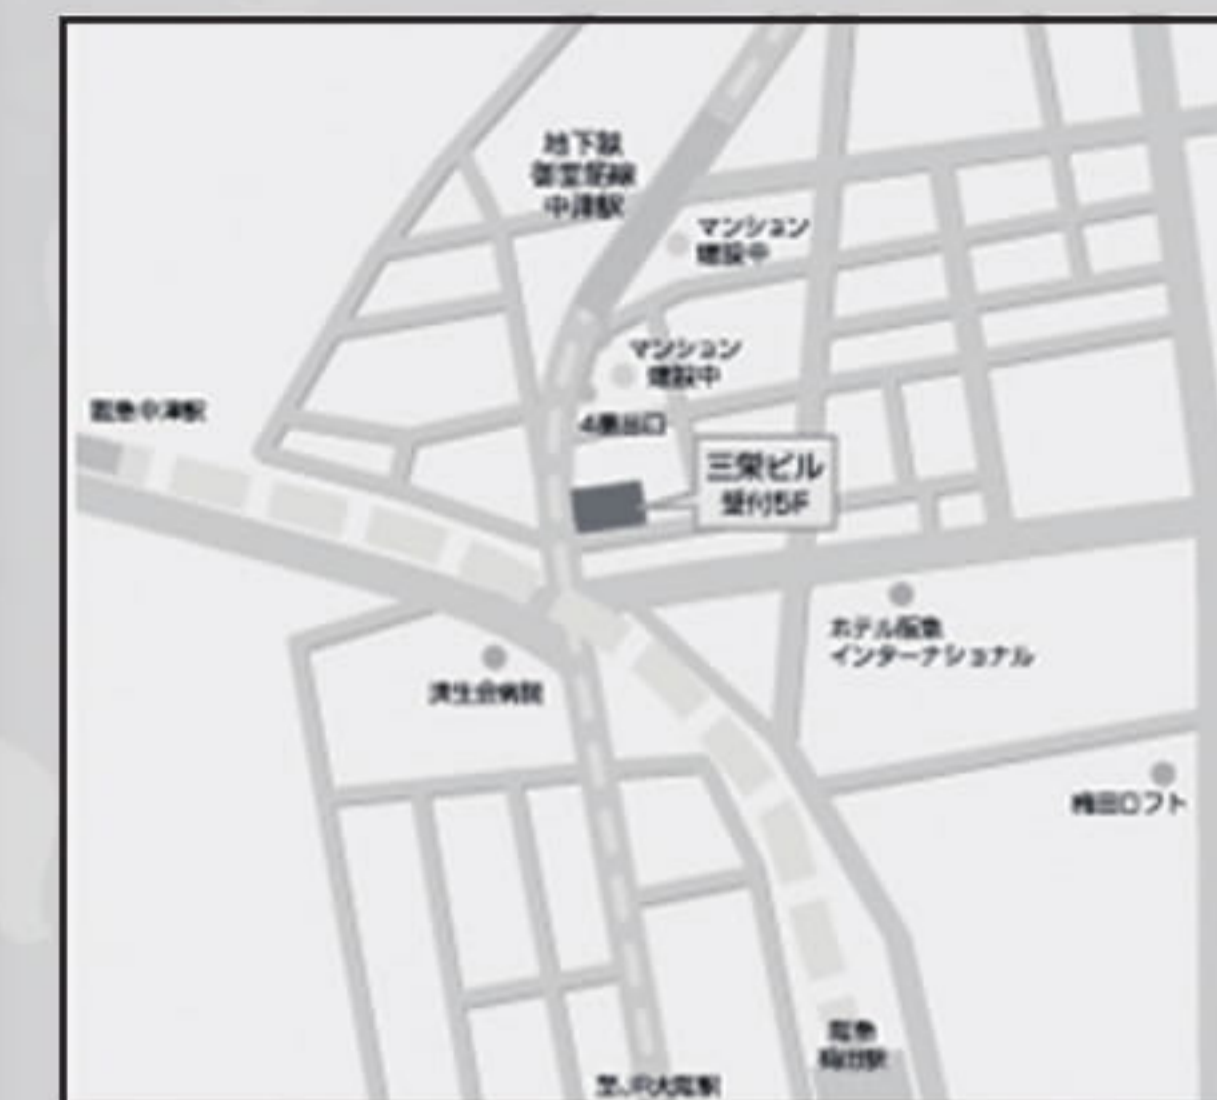 地下鉄
御堂筋線
中津駅
マンション
建設中
マンション
建設中
阪急中津駅
4番出口
三栄ビル
受付5F
ホテル阪急
インターナショナル
済生会病院
梅田ロフト
阪急
梅田駅
至JR大阪駅